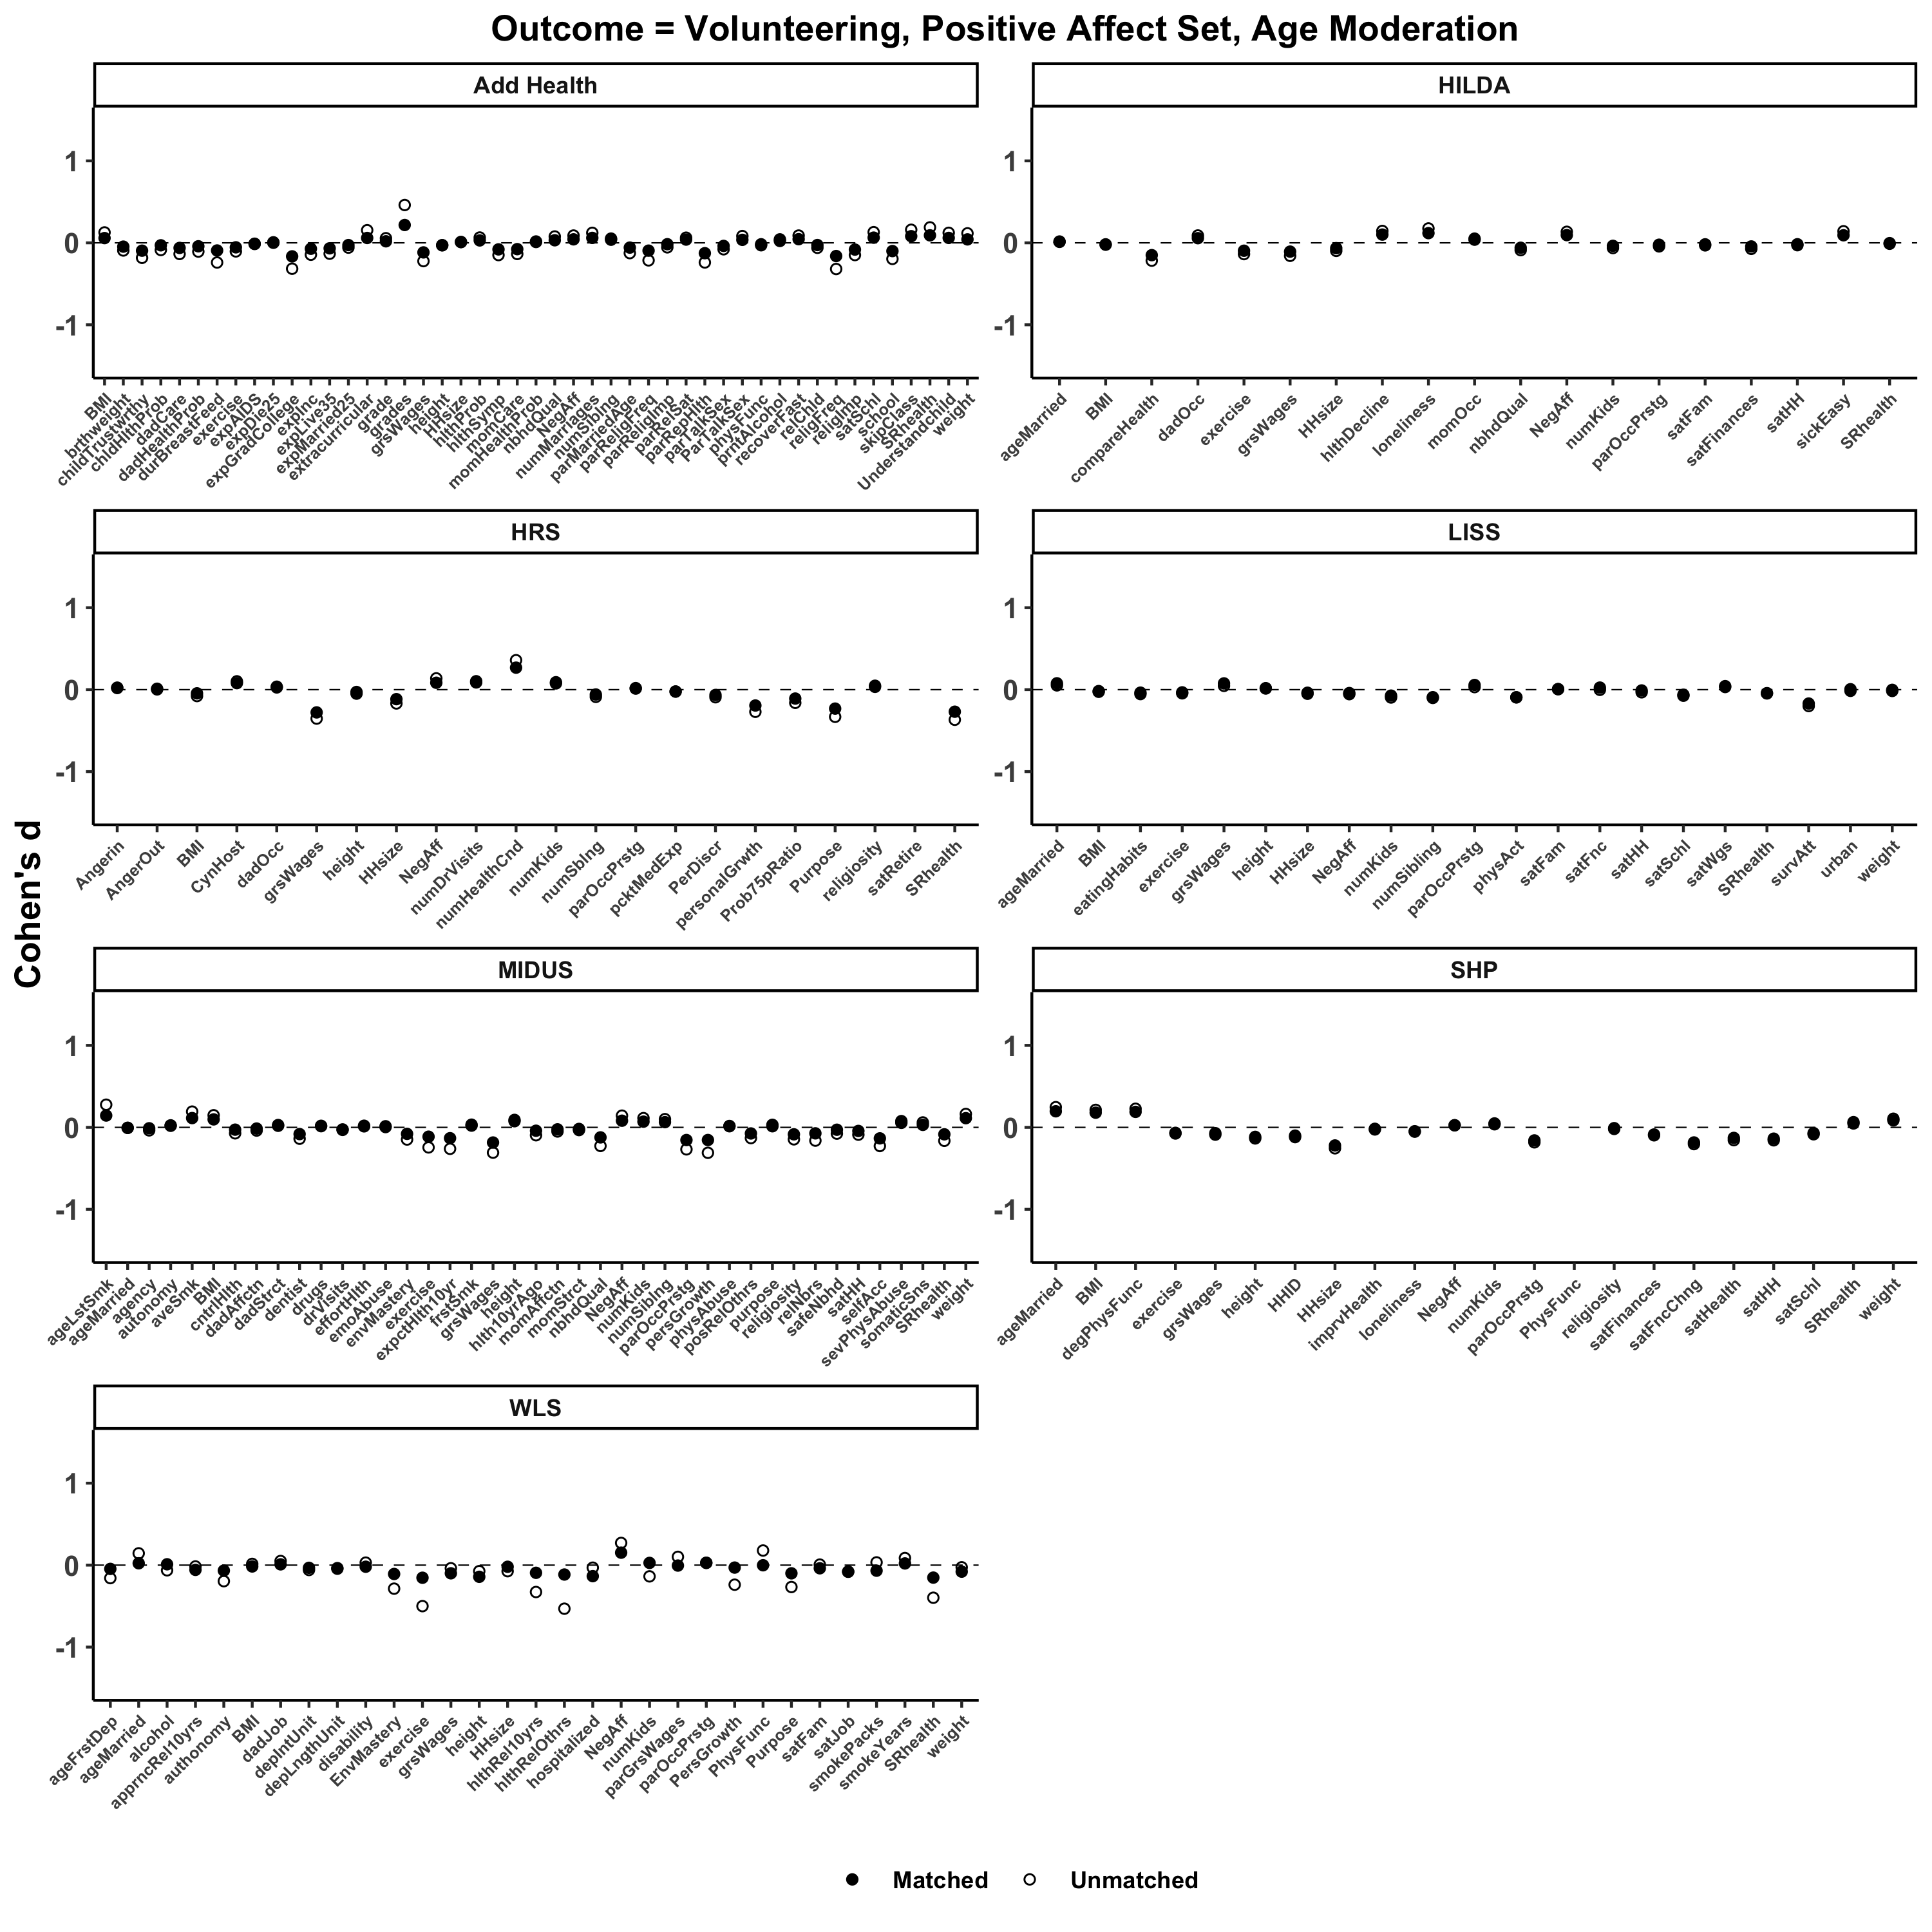 Outcome = Volunteering, Positive Affect Set, Age Moderation
Cohen's d
Add Health
1
0
-1
BMI
brthweight
childTrustwrthy
chldHlthProb
dadCare
dadHealthProb
durBreastFeed
exercise
expAIDS
expDie25
expGradCollege
expInc
expLive35
expMarried25
extracurricular
grade
grades
grsWages
height
HHsize
hlthProb
hlthSymp
momCare
momHealthProb
nbhdQual
NegAff
numMarriages
numSibling
parMarriedAge
parReligFreq
parReligImp
parRelSat
parRepHlth
parTalkSex
ParTalkSex
physFunc
prntAlcohol
recoverFast
relChld
religFreq
religImp
satSchl
school
skipClass
SRhealth
Understandchild
weight
HILDA
1
0
-1
ageMarried
BMI
compareHealth
dadOcc
exercise
grsWages
HHsize
hlthDecline
loneliness
momOcc
nbhdQual
NegAff
numKids
parOccPrstg
satFam
satFinances
satHH
sickEasy
SRhealth
HRS
1
0
-1
Angerin
AngerOut
BMI
CynHost
dadOcc
grsWages
height
HHsize
NegAff
numDrVisits
numHealthCnd
numKids
numSblng
parOccPrstg
pcktMedExp
PerDiscr
personalGrwth
Prob75pRatio
Purpose
religiosity
satRetire
SRhealth
LISS
1
0
-1
ageMarried
BMI
eatingHabits
exercise
grsWages
height
HHsize
NegAff
numKids
numSibling
parOccPrstg
physAct
satFam
satFnc
satHH
satSchl
satWgs
SRhealth
survAtt
urban
weight
MIDUS
1
0
-1
ageLstSmk
ageMarried
agency
autonomy
aveSmk
BMI
cntrlHlth
dadAffctn
dadStrct
dentist
drugs
drVisits
effortHlth
emoAbuse
envMastery
exercise
expctHlth10yr
frstSmk
grsWages
height
hlth10yrAgo
momAffctn
momStrct
nbhdQual
NegAff
numKids
numSiblng
parOccPrstg
persGrowth
physAbuse
posRelOthrs
purpose
religiosity
relNbrs
safeNbhd
satHH
selfAcc
sevPhysAbuse
somaticSns
SRhealth
weight
SHP
1
0
-1
ageMarried
BMI
degPhysFunc
exercise
grsWages
height
HHID
HHsize
imprvHealth
loneliness
NegAff
numKids
parOccPrstg
PhysFunc
religiosity
satFinances
satFncChng
satHealth
satHH
satSchl
SRhealth
weight
WLS
1
0
-1
ageFrstDep
ageMarried
alcohol
apprncRel10yrs
authonomy
BMI
dadJob
depIntUnit
depLngthUnit
disability
EnvMastery
exercise
grsWages
height
HHsize
hlthRel10yrs
hlthRelOthrs
hospitalized
NegAff
numKids
parGrsWages
parOccPrstg
PersGrowth
PhysFunc
Purpose
satFam
satJob
smokePacks
smokeYears
SRhealth
weight
Matched
Unmatched